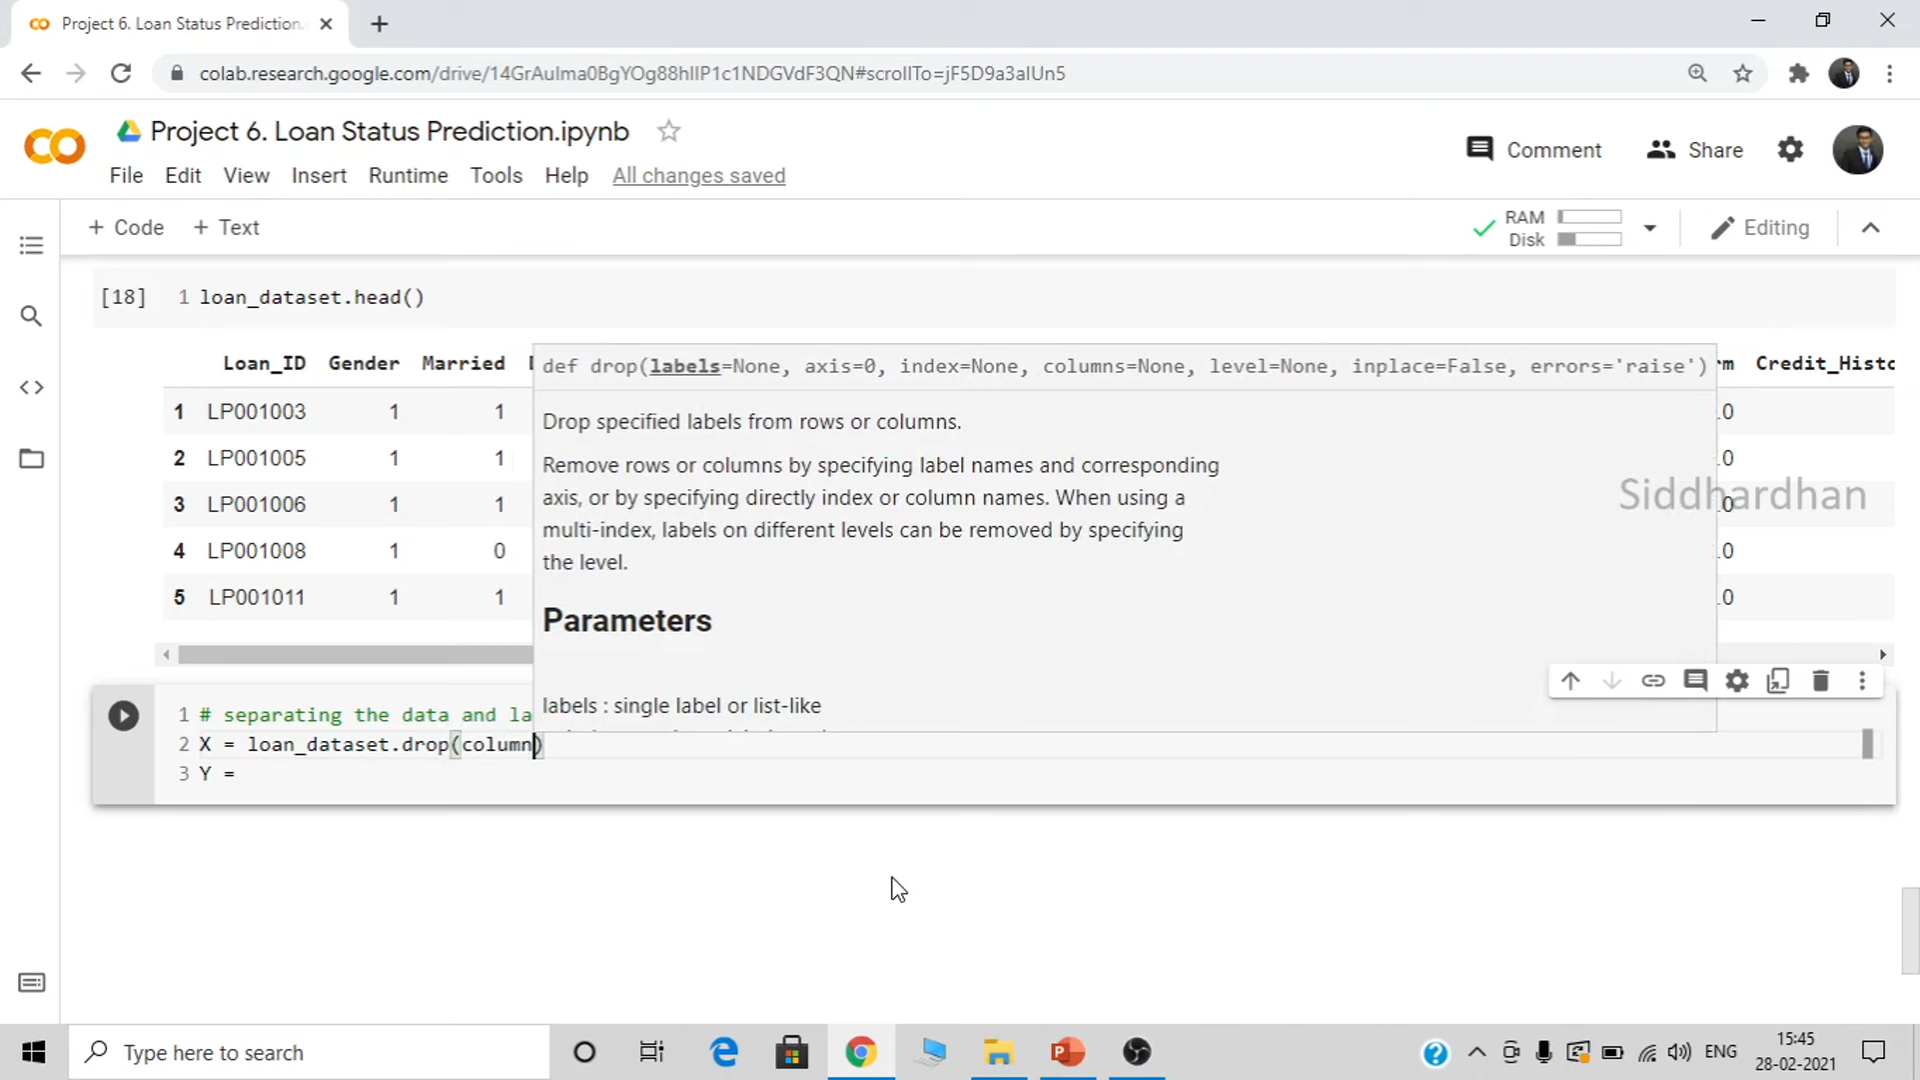 Project 6. Loan Status Prediction.
colab.research.google.com/drive/14GrAuIma0BgYOg88hIIP1c1NDGVdF3QN#scrollTo=jF5D9a3aIUn5
Project 6. Loan Status Prediction.ipynb
Comment
Share
File Edit View Insert Runtime Tools Help All changes saved
+ Code + Text
RAM
Disk
Editing
[18] 1 loan_dataset.head()
Loan_ID Gender Married
def drop(labels=None, axis=0, index=None, columns=None, level=None, inplace=False, errors='raise')
Credit_Histo
1 LP001003 1 1
Drop specified labels from rows or columns.
2 LP001005 1 1
Remove rows or columns by specifying label names and corresponding
axis, or by specifying directly index or column names. When using a
3 LP001006 1 1
multi-index, labels on different levels can be removed by specifying
the level.
4 LP001008 1 0
5 LP001011 1 1
Siddhardhan
Parameters
labels : single label or list-like
1 # separating the data and la
2 X = loan_dataset.drop(column)
3 Y =
Type here to search
ENG
15:45
28-02-2021